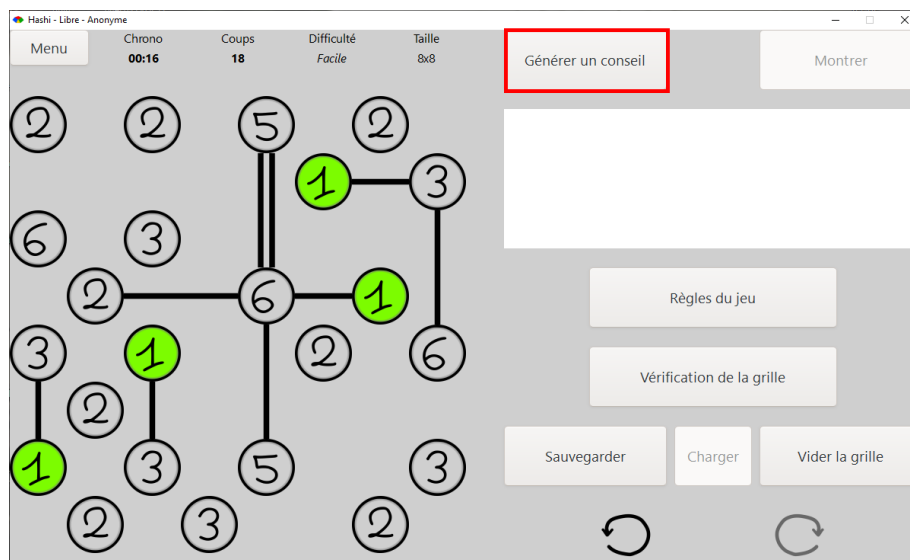 Hashi - Libre - Anonyme
Menu
Chrono Coups Difficulté Taille
00:16 18 Facile 8x8
Générer un conseil
Montrer
2 2 5 2
1 3
6 3
2 6 1
3 1 2 6
2
1 3 5 3
2 3 2
Règles du jeu
Vérification de la grille
Sauvegarder Charger Vider la grille